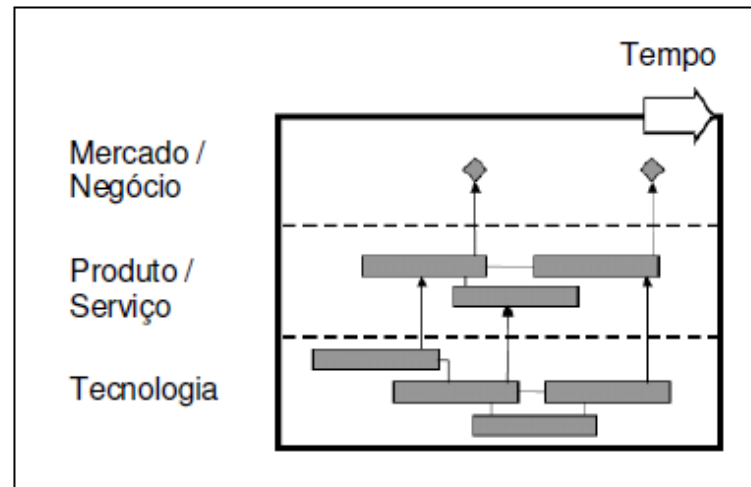 Tempo
Mercado /
Negócio
Produto /
Serviço
Tecnologia